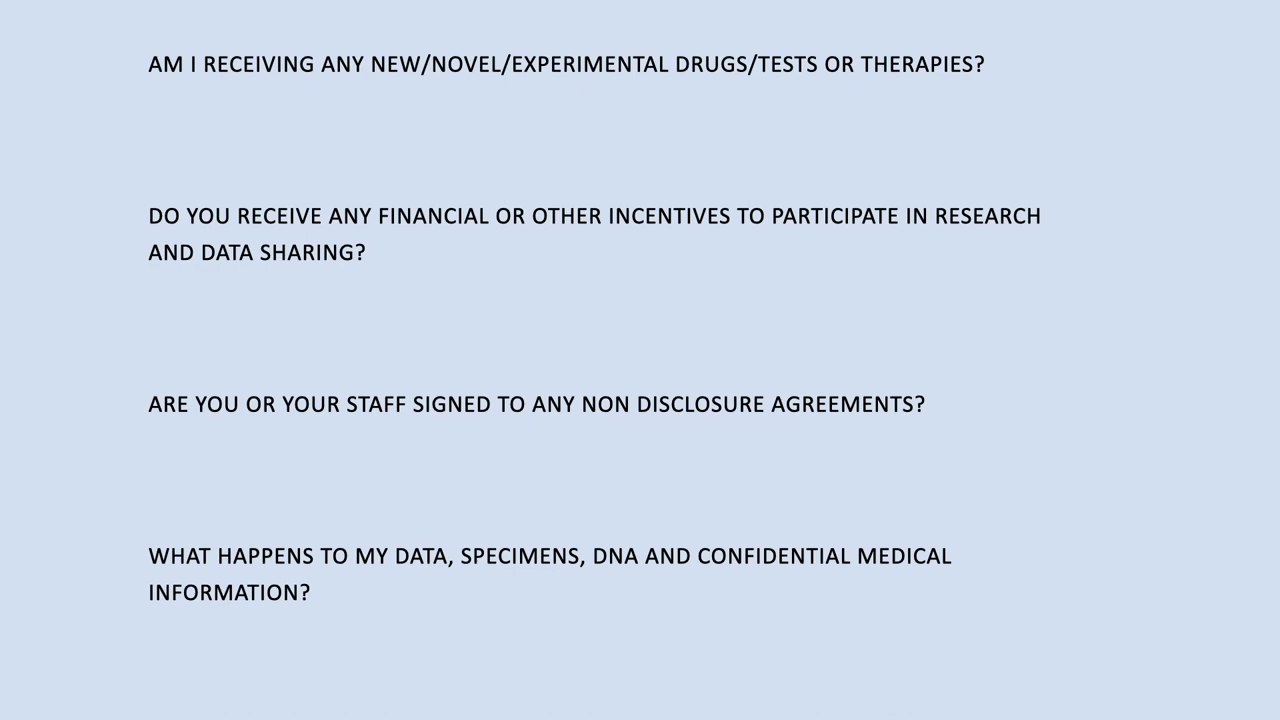 AM I RECEIVING ANY NEW/NOVEL/EXPERIMENTAL DRUGS/TESTS OR THERAPIES?
DO YOU RECEIVE ANY FINANCIAL OR OTHER INCENTIVES TO PARTICIPATE IN RESEARCH
AND DATA SHARING?
ARE YOU OR YOUR STAFF SIGNED TO ANY NON DISCLOSURE AGREEMENTS?
WHAT HAPPENS TO MY DATA, SPECIMENS, DNA AND CONFIDENTIAL MEDICAL
INFORMATION?